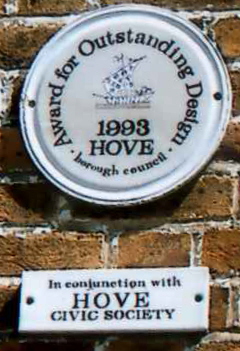 Award for Outstanding Design
1993
HOVE
· borough council ·
In conjunction with
HOVE
CIVIC SOCIETY